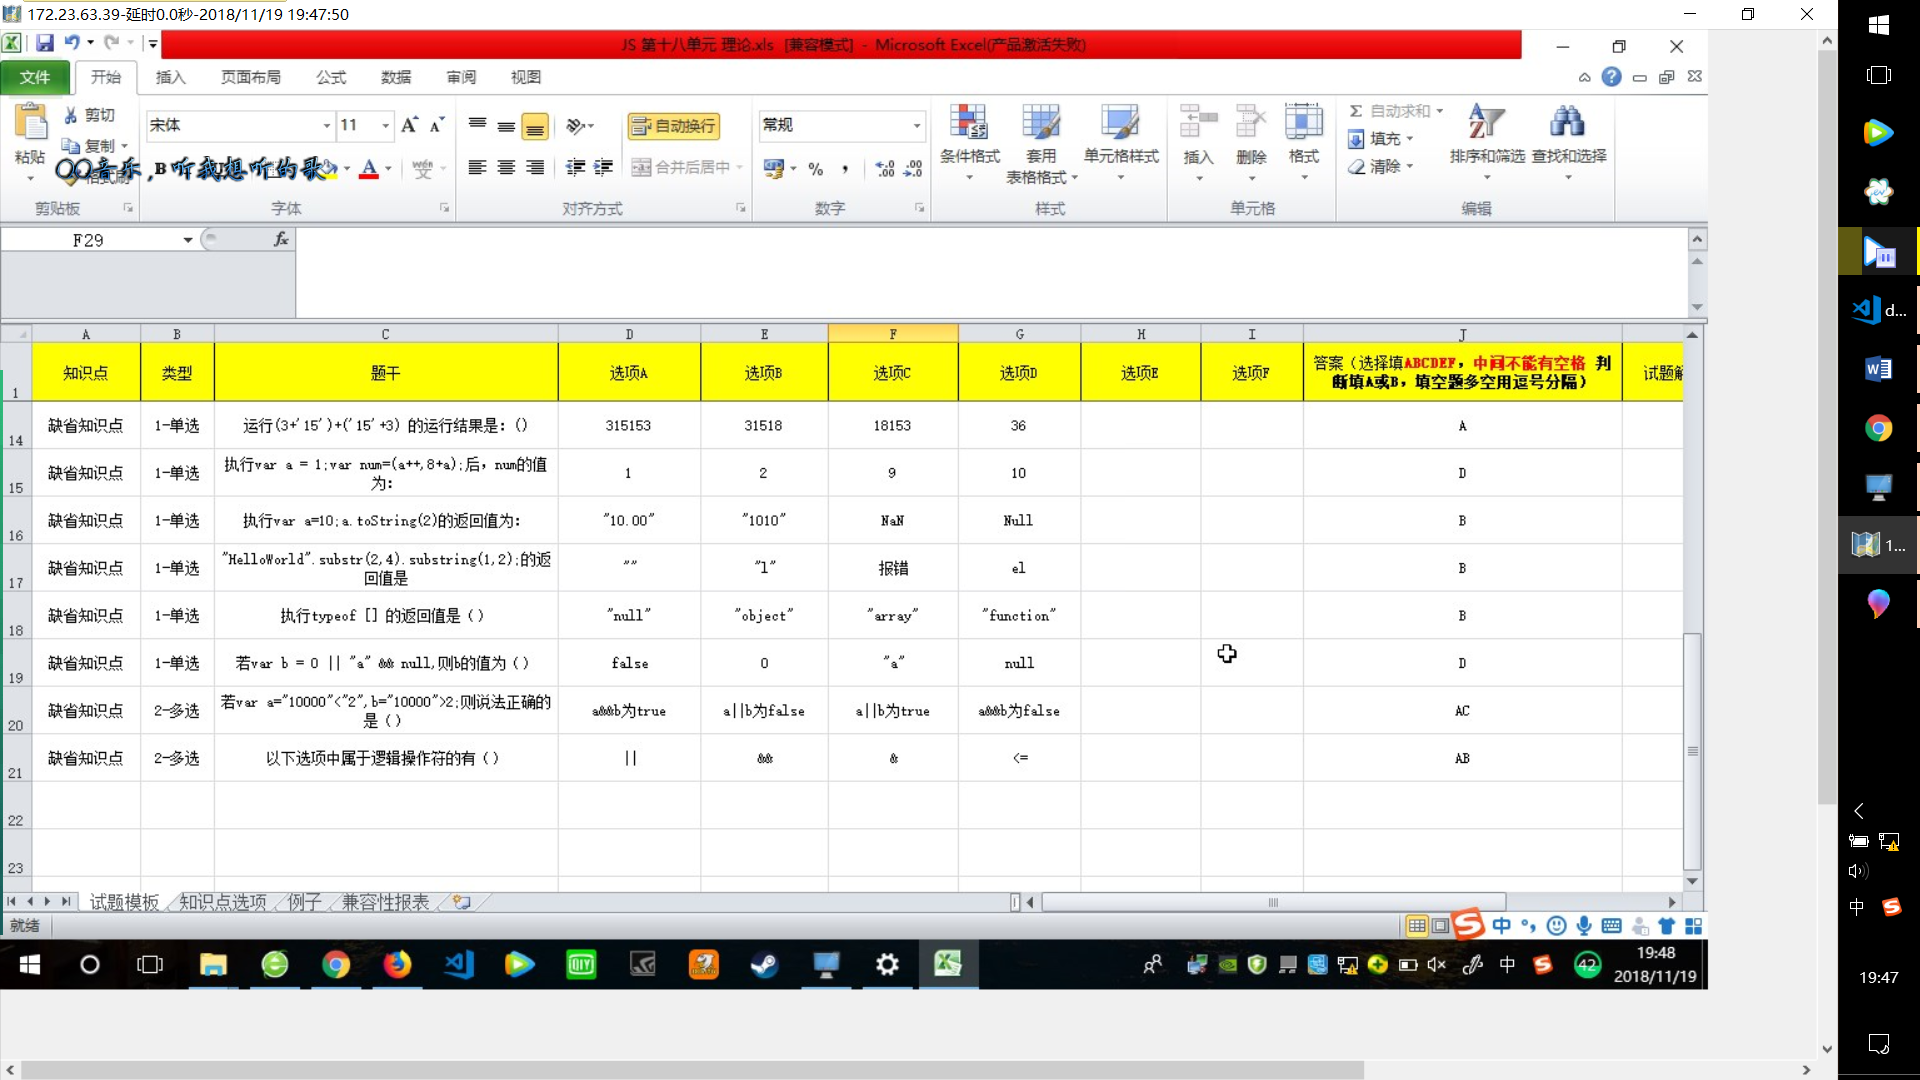 172.23.63.39-延时0.0秒-2018/11/19 19:47:50
JS 第十八单元 理论.xls [兼容模式] - Microsoft Excel(产品激活失败)
文件 开始 插入 页面布局 公式 数据 审阅 视图
剪切 宋体 11 自动换行 常规 Σ 自动求和
复制 填充
粘贴 条件格式 套用 单元格样式 插入 删除 格式 排序和筛选 查找和选择
QQ音乐,听我想听的歌
B A 合并后居中 % , 表格格式 清除
剪贴板 字体 对齐方式 数字 样式 单元格 编辑
F29 fx
A B C D E F G H I J
1 知识点 类型 题干 选项A 选项B 选项C 选项D 选项E 选项F 答案（选择填ABCDEF，中间不能有空格 判断填A或B，填空题多空用逗号分隔） 试题解
14 缺省知识点 1-单选 运行(3+'15')+('15'+3) 的运行结果是：() 315153 31518 18153 36 A
15 缺省知识点 1-单选 执行var a = 1;var num=(a++,8+a);后，num的值为： 1 2 9 10 D
16 缺省知识点 1-单选 执行var a=10;a.toString(2)的返回值为： "10.00" "1010" NaN Null B
17 缺省知识点 1-单选 "HelloWorld".substr(2,4).substring(1,2);的返回值是 "" "l" 报错 el B
18 缺省知识点 1-单选 执行typeof [] 的返回值是（） "null" "object" "array" "function" B
19 缺省知识点 1-单选 若var b = 0 || "a" && null,则b的值为（） false 0 "a" null D
20 缺省知识点 2-多选 若var a="10000"<"2",b="10000">2;则说法正确的是（） a&&b为true a||b为false a||b为true a&&b为false AC
21 缺省知识点 2-多选 以下选项中属于逻辑操作符的有（） || && & <= AB
22
23
试题模板 知识点选项 例子 兼容性报表
就绪
中
中 42 19:48
2018/11/19
d...
1...
中
19:47